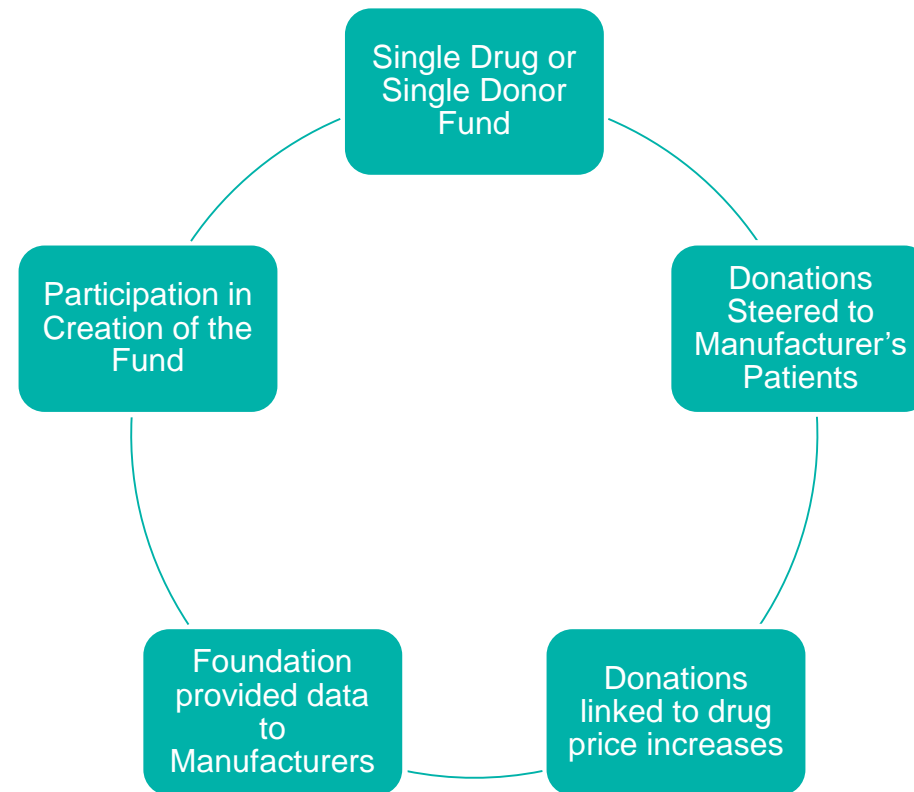 Single Drug or
Single Donor
Fund
Donations
Steered to
Manufacturer’s
Patients
Donations
linked to drug
price increases
Foundation
provided data
to
Manufacturers
Participation in
Creation of the
Fund